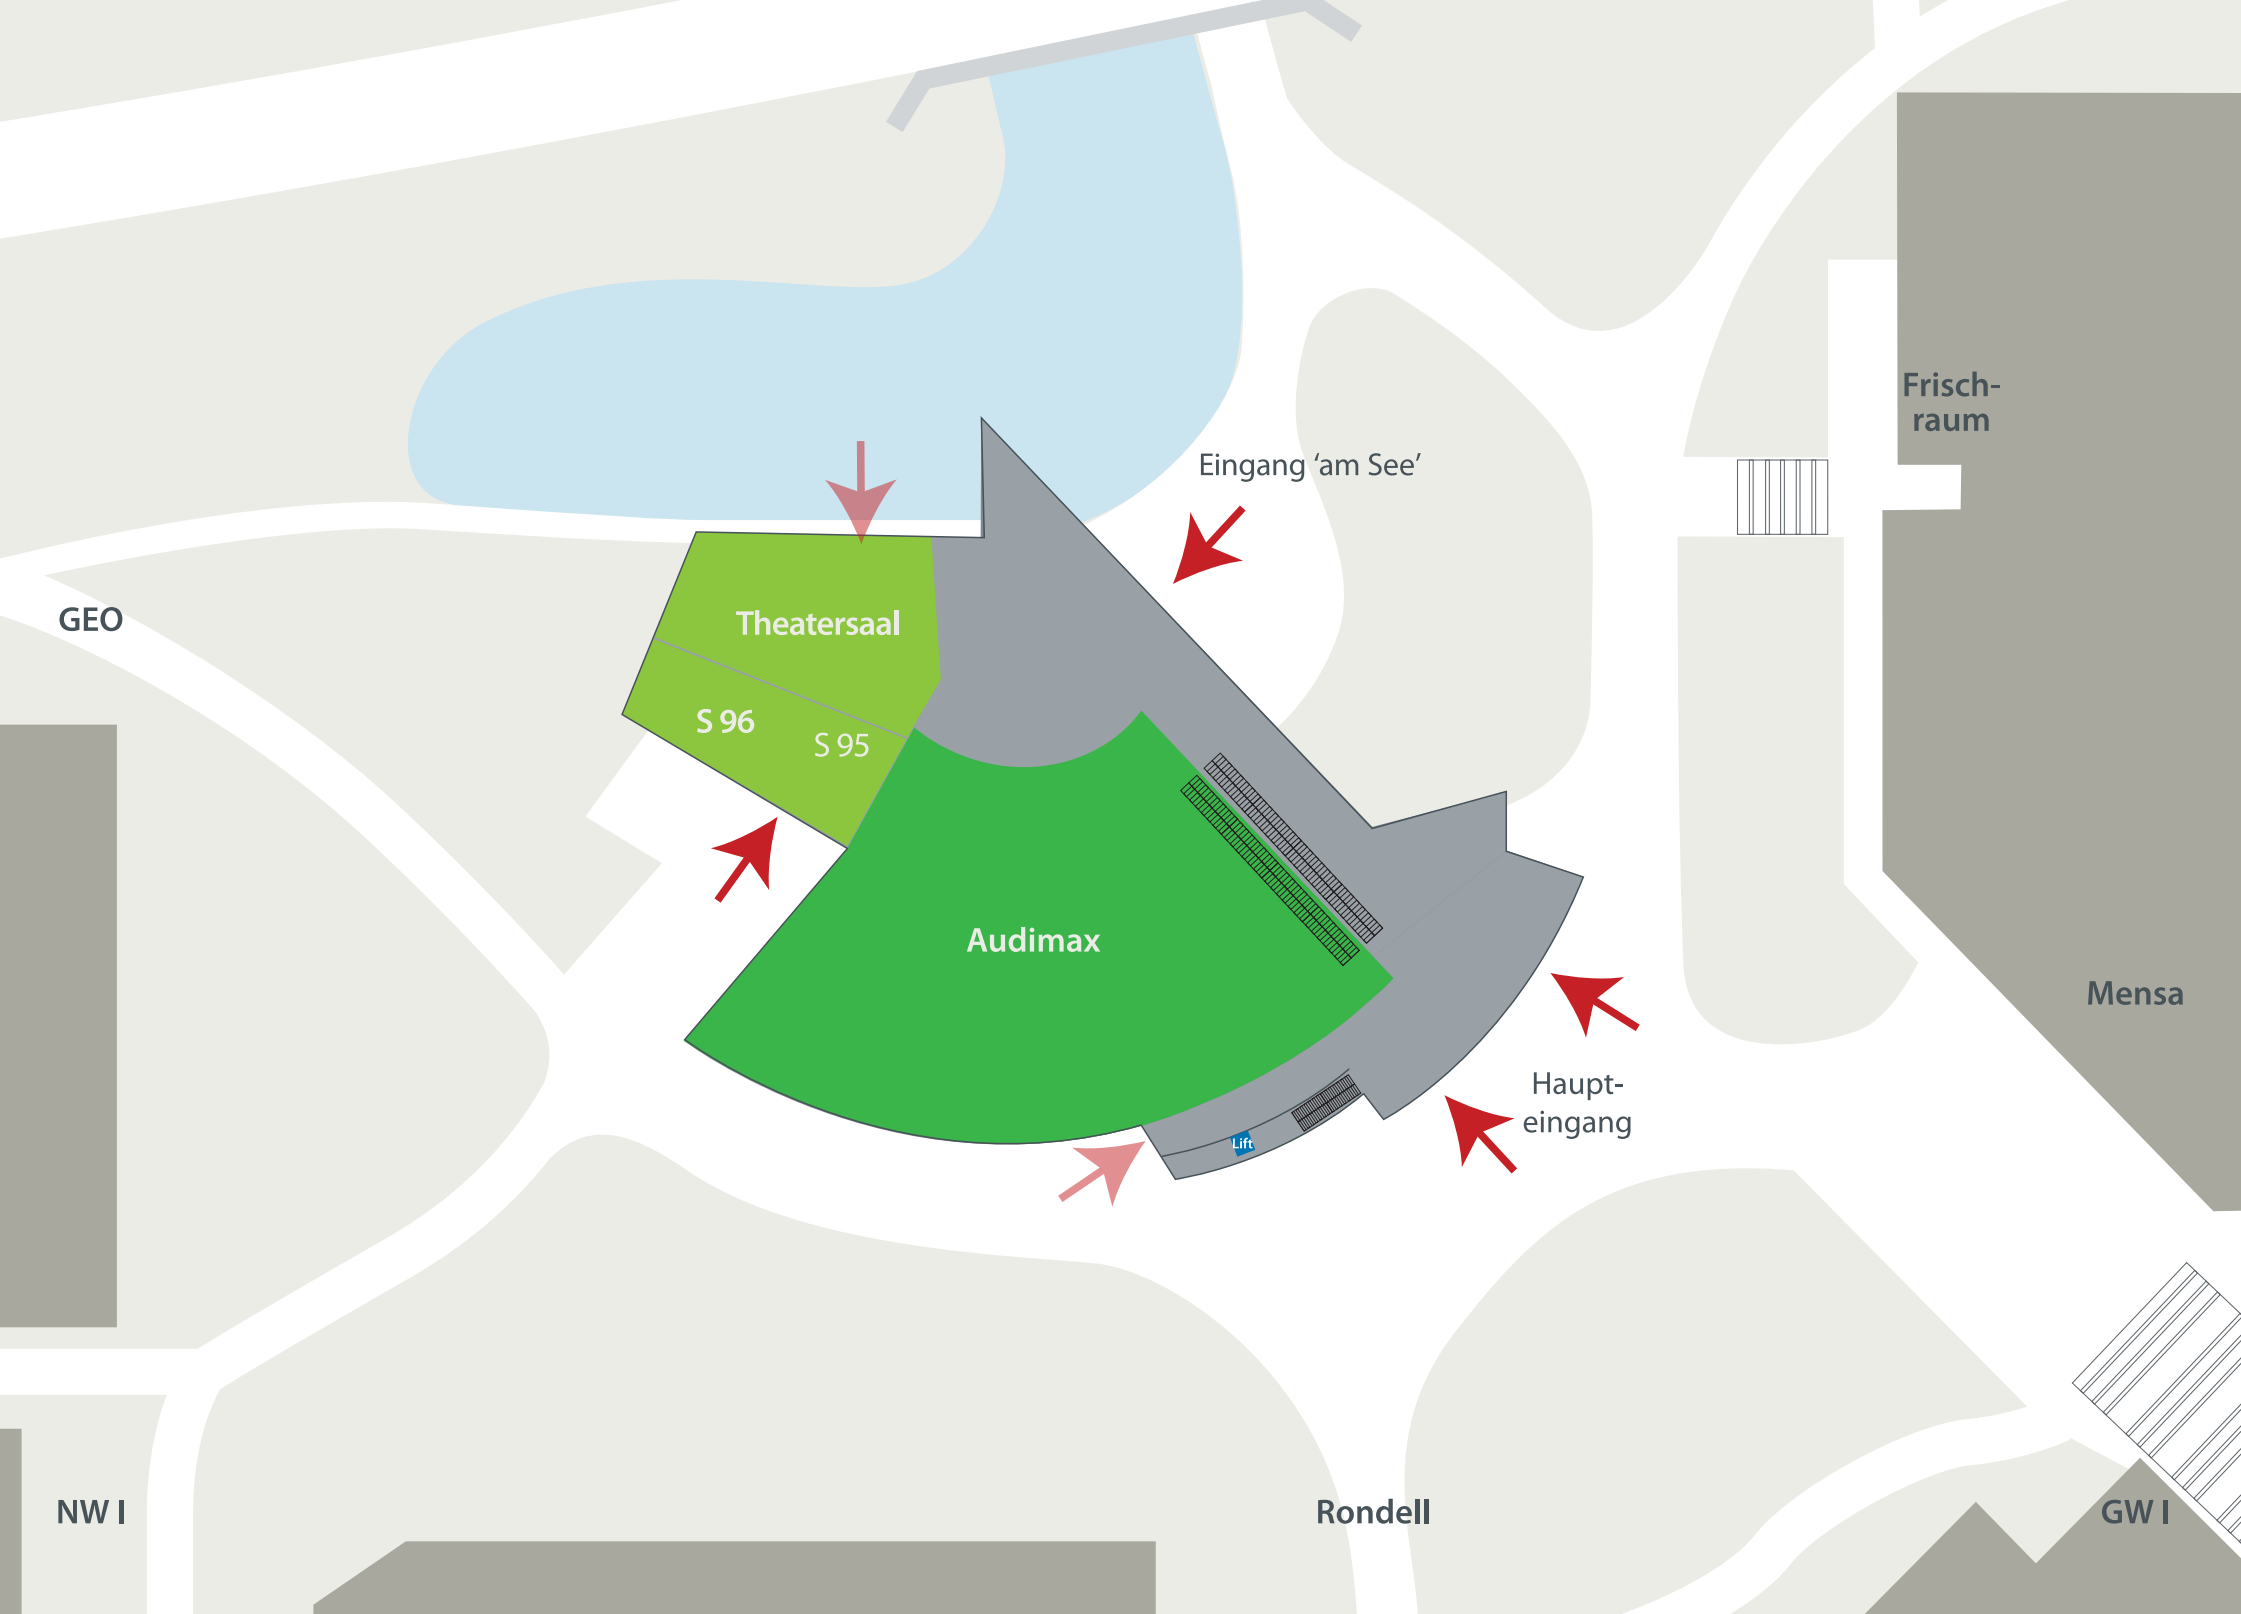 Frisch-
raum
Eingang ‘am See’
GEO
Theatersaal
S 96
S 95
Audimax
Mensa
Haupt-
eingang
Lift
NW I
Rondell
GW I